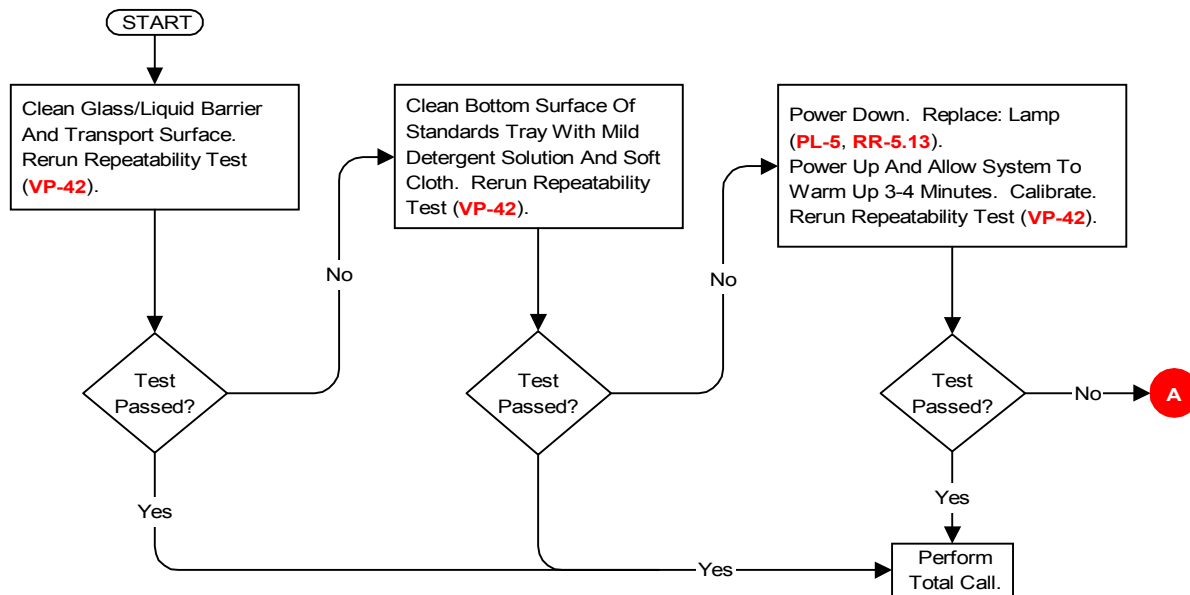 START
Clean Glass/Liquid Barrier
And Transport Surface.
Rerun Repeatability Test
(VP-42).
Test
Passed?
No
Yes
Clean Bottom Surface Of
Standards Tray With Mild
Detergent Solution And Soft
Cloth. Rerun Repeatability
Test (VP-42).
Test
Passed?
No
Yes
Power Down. Replace: Lamp
(PL-5, RR-5.13).
Power Up And Allow System To
Warm Up 3-4 Minutes. Calibrate.
Rerun Repeatability Test (VP-42).
Test
Passed?
No
A
Yes
Perform
Total Call.